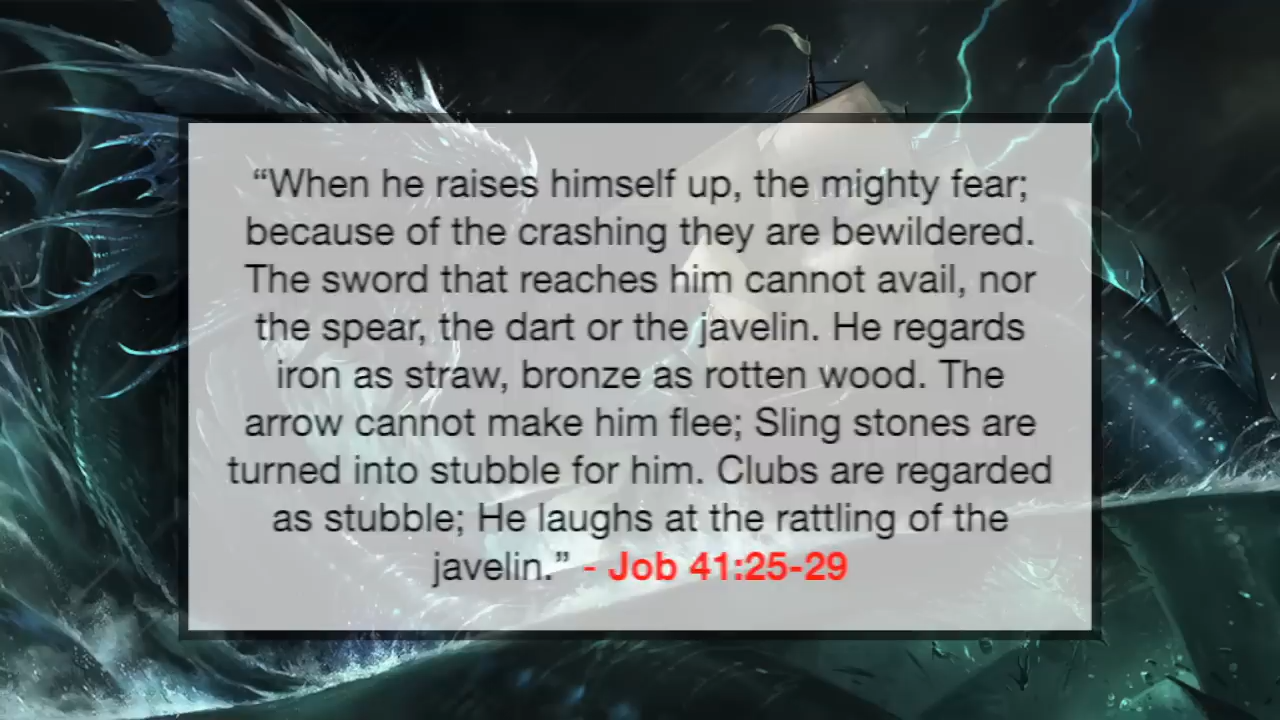 “When he raises himself up, the mighty fear;
because of the crashing they are bewildered.
The sword that reaches him cannot avail, nor
the spear, the dart or the javelin. He regards
iron as straw, bronze as rotten wood. The
arrow cannot make him flee; Sling stones are
turned into stubble for him. Clubs are regarded
as stubble; He laughs at the rattling of the
javelin.” - Job 41:25-29